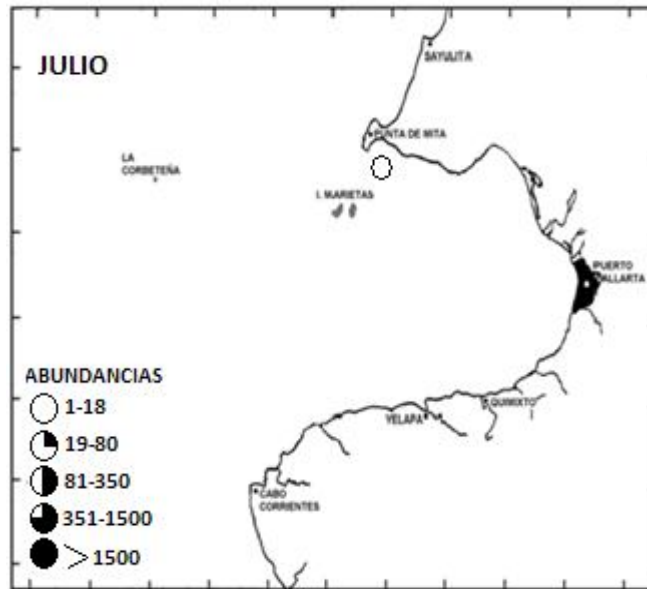 JULIO
SAYULITA
PUNTA DE MITA
LA
CORBETEÑA
I. MARIETAS
PUERTO
VALLARTA
ABUNDANCIAS
1-18
19-80
81-350
351-1500
>1500
QUIMIXTO
YELAPA
CABO
CORRIENTES